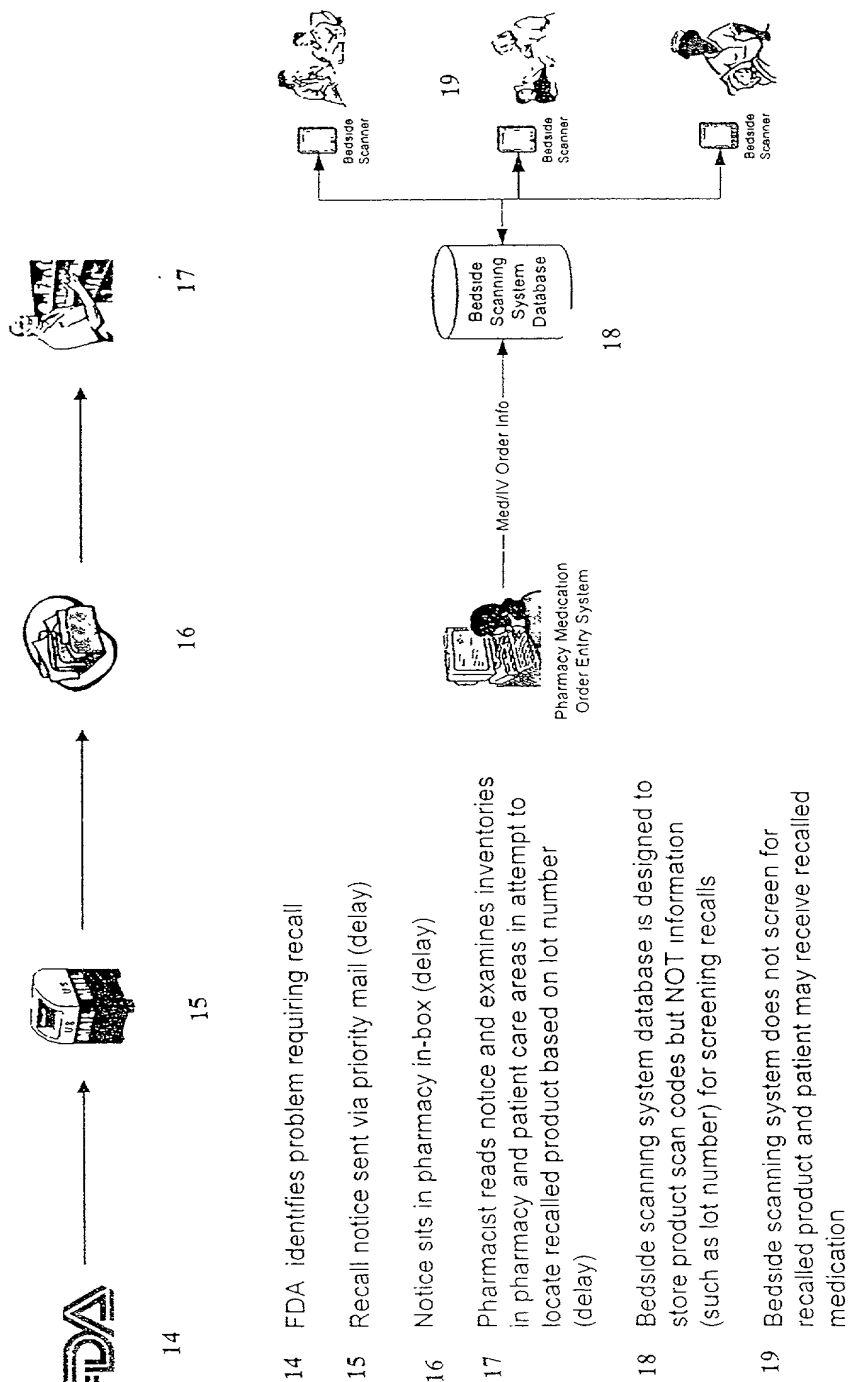 FDA
14
15
16
17
14 FDA identifies problem requiring recall
15 Recall notice sent via priority mail (delay)
16 Notice sits in pharmacy in-box (delay)
17 Pharmacist reads notice and examines inventories
in pharmacy and patient care areas in attempt to
locate recalled product based on lot number
(delay)
18 Bedside scanning system database is designed to
store product scan codes but NOT information
(such as lot number) for screening recalls
19 Bedside scanning system does not screen for
recalled product and patient may receive recalled
medication
Pharmacy Medication
Order Entry System
Med/IV Order Info
Bedside
Scanning
System
Database
18
Bedside
Scanner
19
Bedside
Scanner
Bedside
Scanner